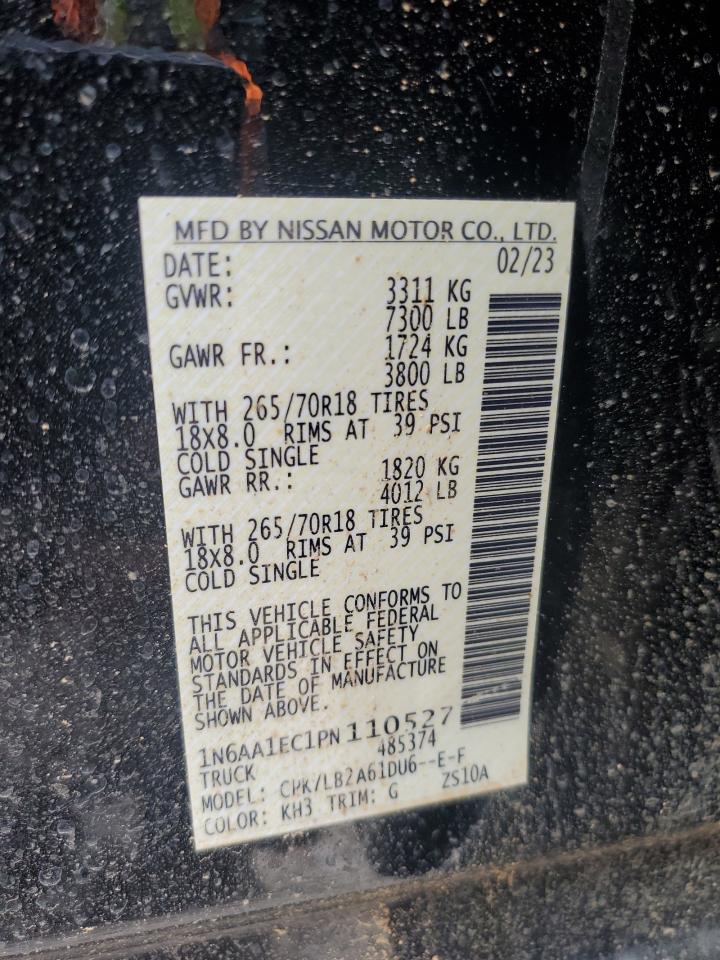 MFD BY NISSAN MOTOR CO., LTD.
DATE: 02/23
GVWR: 3311 KG
7300 LB
GAWR FR.: 1724 KG
3800 LB
WITH 265/70R18 TIRES
18X8.0 RIMS AT 39 PSI
COLD SINGLE
GAWR RR.: 1820 KG
4012 LB
WITH 265/70R18 TIRES
18X8.0 RIMS AT 39 PSI
COLD SINGLE
THIS VEHICLE CONFORMS TO
ALL APPLICABLE FEDERAL
MOTOR VEHICLE SAFETY
STANDARDS IN EFFECT ON
THE DATE OF MANUFACTURE
SHOWN ABOVE.
1N6AA1EC1PN110527
TRUCK 485374
MODEL: CPK7LB2A61DU6--E-F
COLOR: KH3 TRIM: G ZS10A